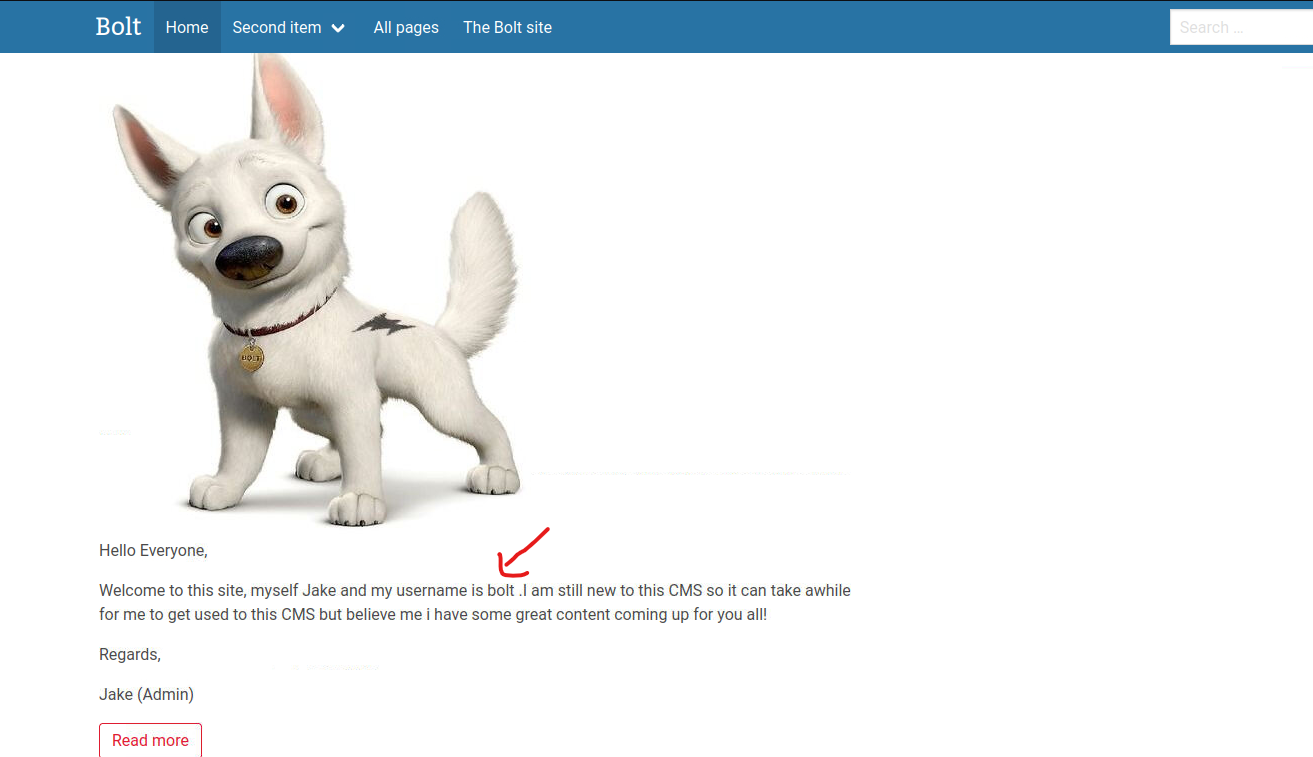 Bolt Home Second item All pages The Bolt site Search ...
BOLT
Hello Everyone,
Welcome to this site, myself Jake and my username is bolt .I am still new to this CMS so it can take awhile
for me to get used to this CMS but believe me i have some great content coming up for you all!
Regards,
Jake (Admin)
Read more